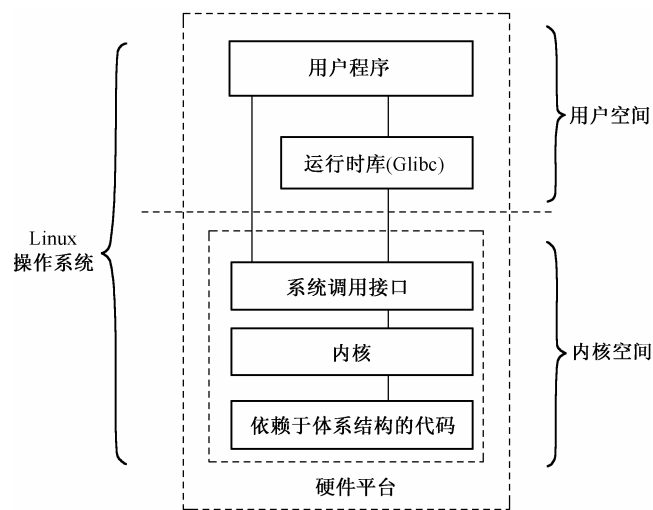 用户程序
用户空间
运行时库(Glibc)
Linux
操作系统
系统调用接口
内核
内核空间
依赖于体系结构的代码
硬件平台